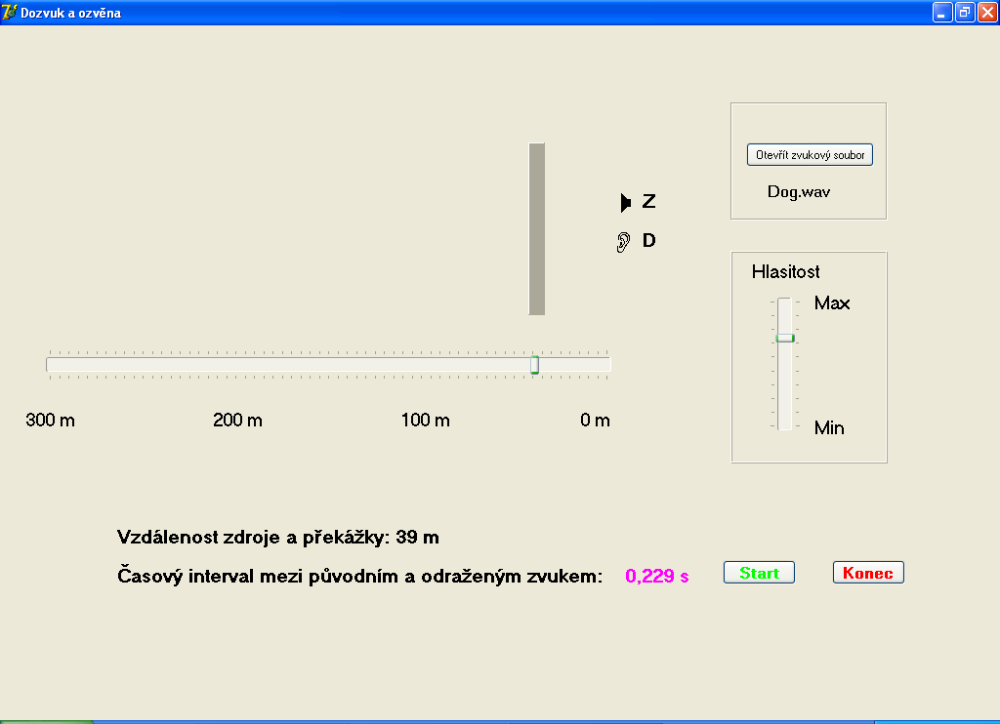 Dozvuk a ozvěna
Otevřít zvukový soubor
Dog.wav
Z
D
Hlasitost
Max
Min
300 m
200 m
100 m
0 m
Vzdálenost zdroje a překážky: 39 m
Časový interval mezi původním a odraženým zvukem: 0,229 s
Start
Konec